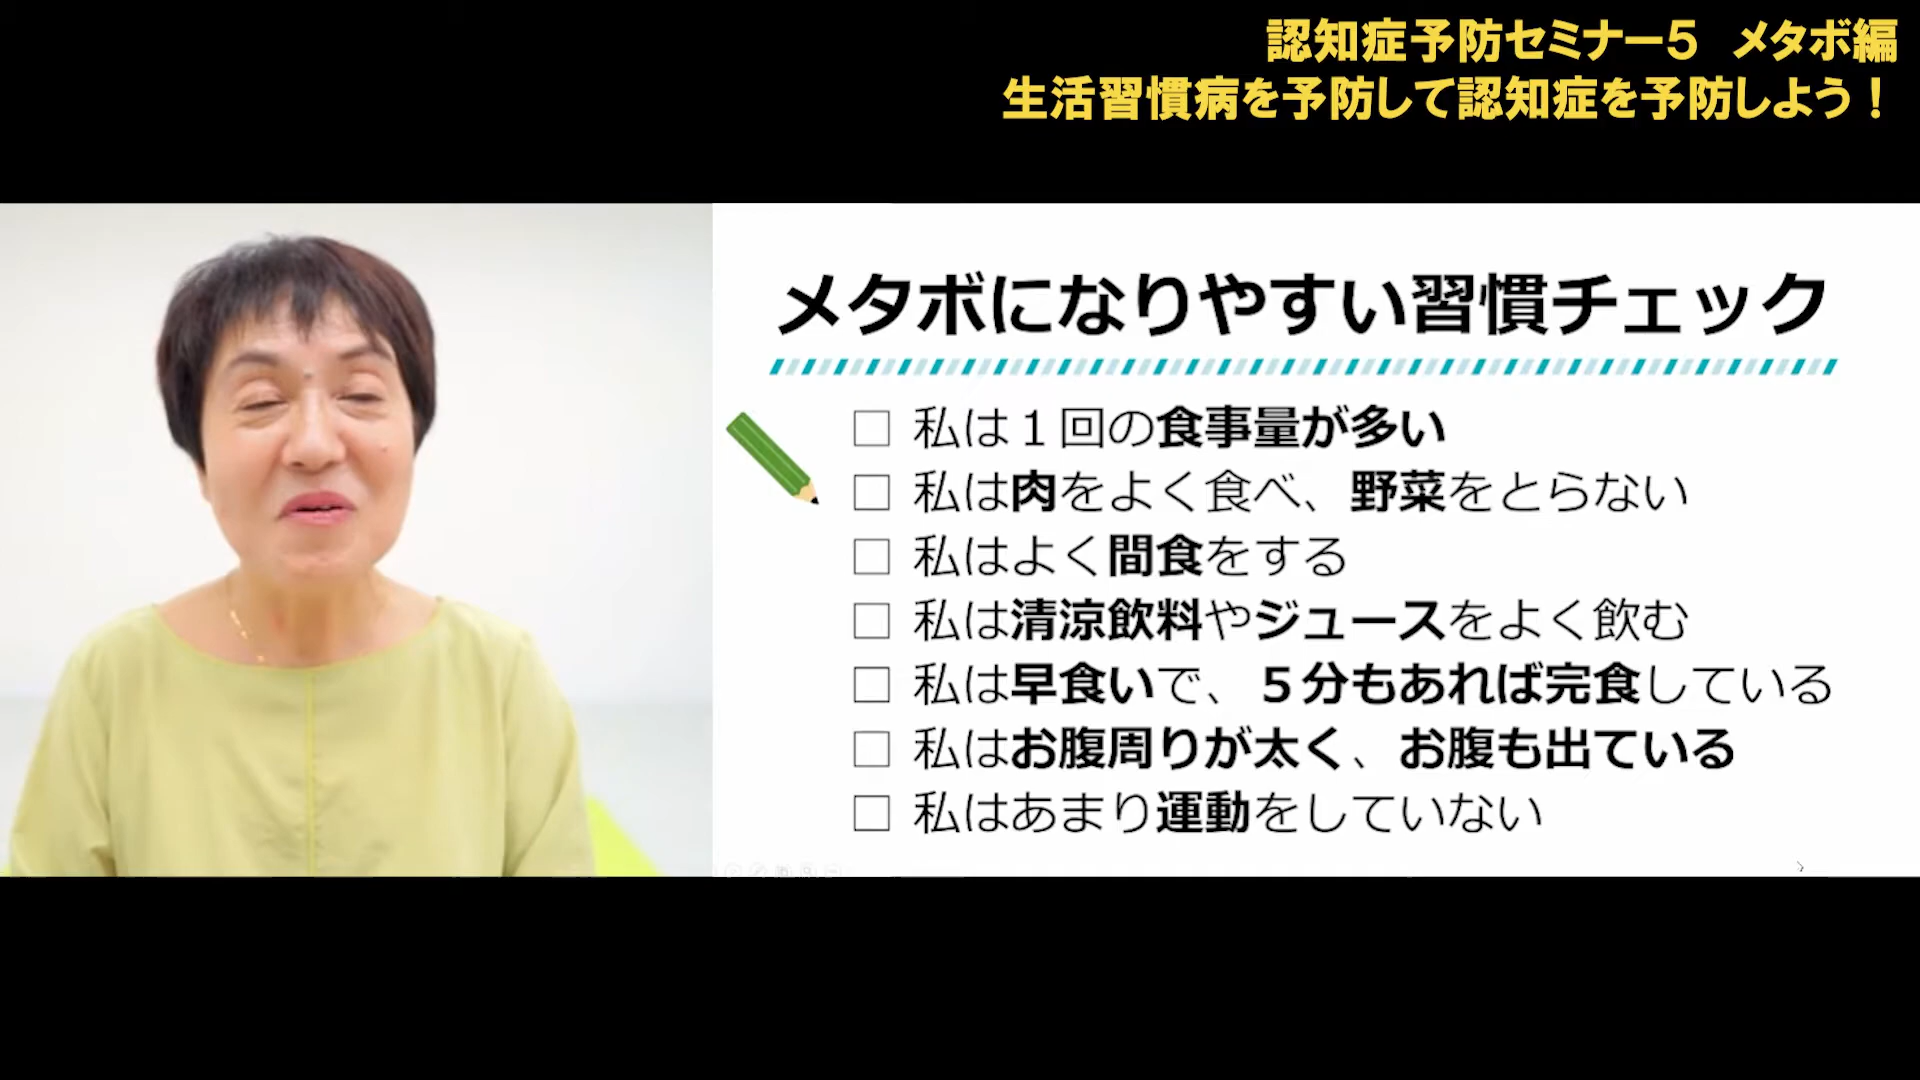 認知症予防セミナー5　メタボ編
生活習慣病を予防して認知症を予防しよう！
メタボになりやすい習慣チェック
□ 私は１回の食事量が多い
□ 私は肉をよく食べ、野菜をとらない
□ 私はよく間食をする
□ 私は清涼飲料やジュースをよく飲む
□ 私は早食いで、５分もあれば完食している
□ 私はお腹周りが太く、お腹も出ている
□ 私はあまり運動をしていない